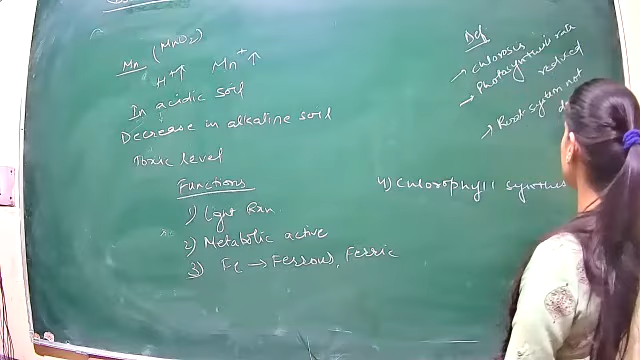 Mn (MnO2)
H+↑ Mn+↑
In acidic soil
Decrease in alkaline soil
Toxic level
Functions
1) Light Rxn.
2) Metabolic active
3) Fe → Ferrous, Ferric
Def
→ Chlorosis
→ Photosynthesis rate
reduced
→ Root-system not
4) Chlorophyll synthes